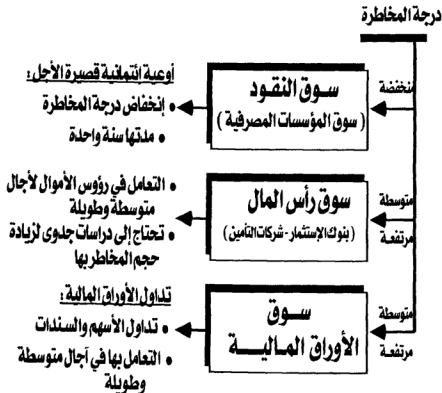 درجة المخاطرة
منخفضة
سوق النقود
(سوق المؤسسات المصرفية)
أوعية إئتمانية قصيرة الأجل:
• إنخفاض درجة المخاطرة
• مدتها سنة واحدة
متوسطة
مرتفعة
سوق رأس المال
(بنوك الإستثمار - شركات التأمين)
• التعامل في رؤوس الأموال لأجال
متوسطة وطويلة
• تحتاج إلى دراسات جدوى لزيادة
حجم المخاطر بها
متوسطة
مرتفعة
سوق
الأوراق المالية
تداول الأوراق المالية:
• تداول الأسهم والسندات
• التعامل بها في آجال متوسطة
وطويلة